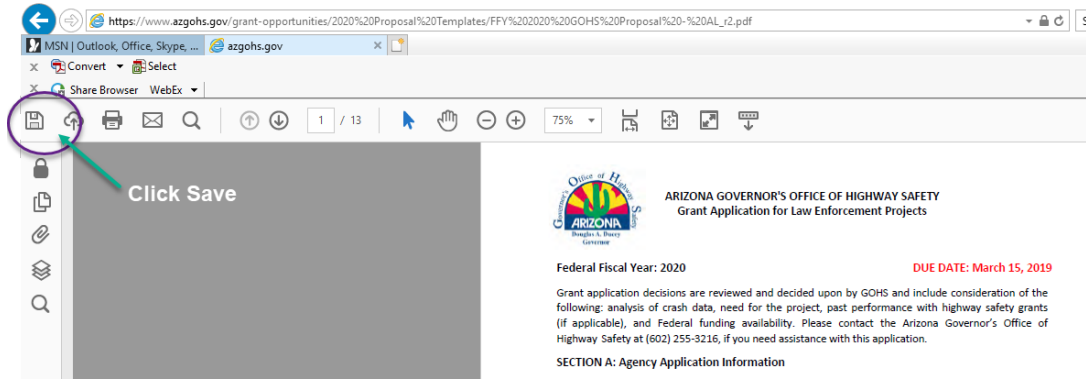 https://www.azgohs.gov/grant-opportunities/2020%20Proposal%20Templates/FFY%202020%20GOHS%20Proposal%20-%20AL_r2.pdf
MSN | Outlook, Office, Skype, ... azgohs.gov
x Convert Select
x Share Browser WebEx
1 / 13 75%
Click Save
Governor's Office of Highway Safety
ARIZONA
Douglas A. Ducey
Governor
ARIZONA GOVERNOR'S OFFICE OF HIGHWAY SAFETY
Grant Application for Law Enforcement Projects
Federal Fiscal Year: 2020 DUE DATE: March 15, 2019
Grant application decisions are reviewed and decided upon by GOHS and include consideration of the
following: analysis of crash data, need for the project, past performance with highway safety grants
(if applicable), and Federal funding availability. Please contact the Arizona Governor's Office of
Highway Safety at (602) 255-3216, if you need assistance with this application.
SECTION A: Agency Application Information